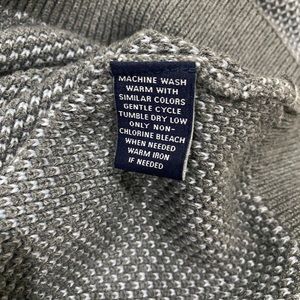 MACHINE WASH
WARM WITH
SIMILAR COLORS
GENTLE CYCLE
TUMBLE DRY LOW
ONLY NON-
CHLORINE BLEACH
WHEN NEEDED
WARM IRON
IF NEEDED